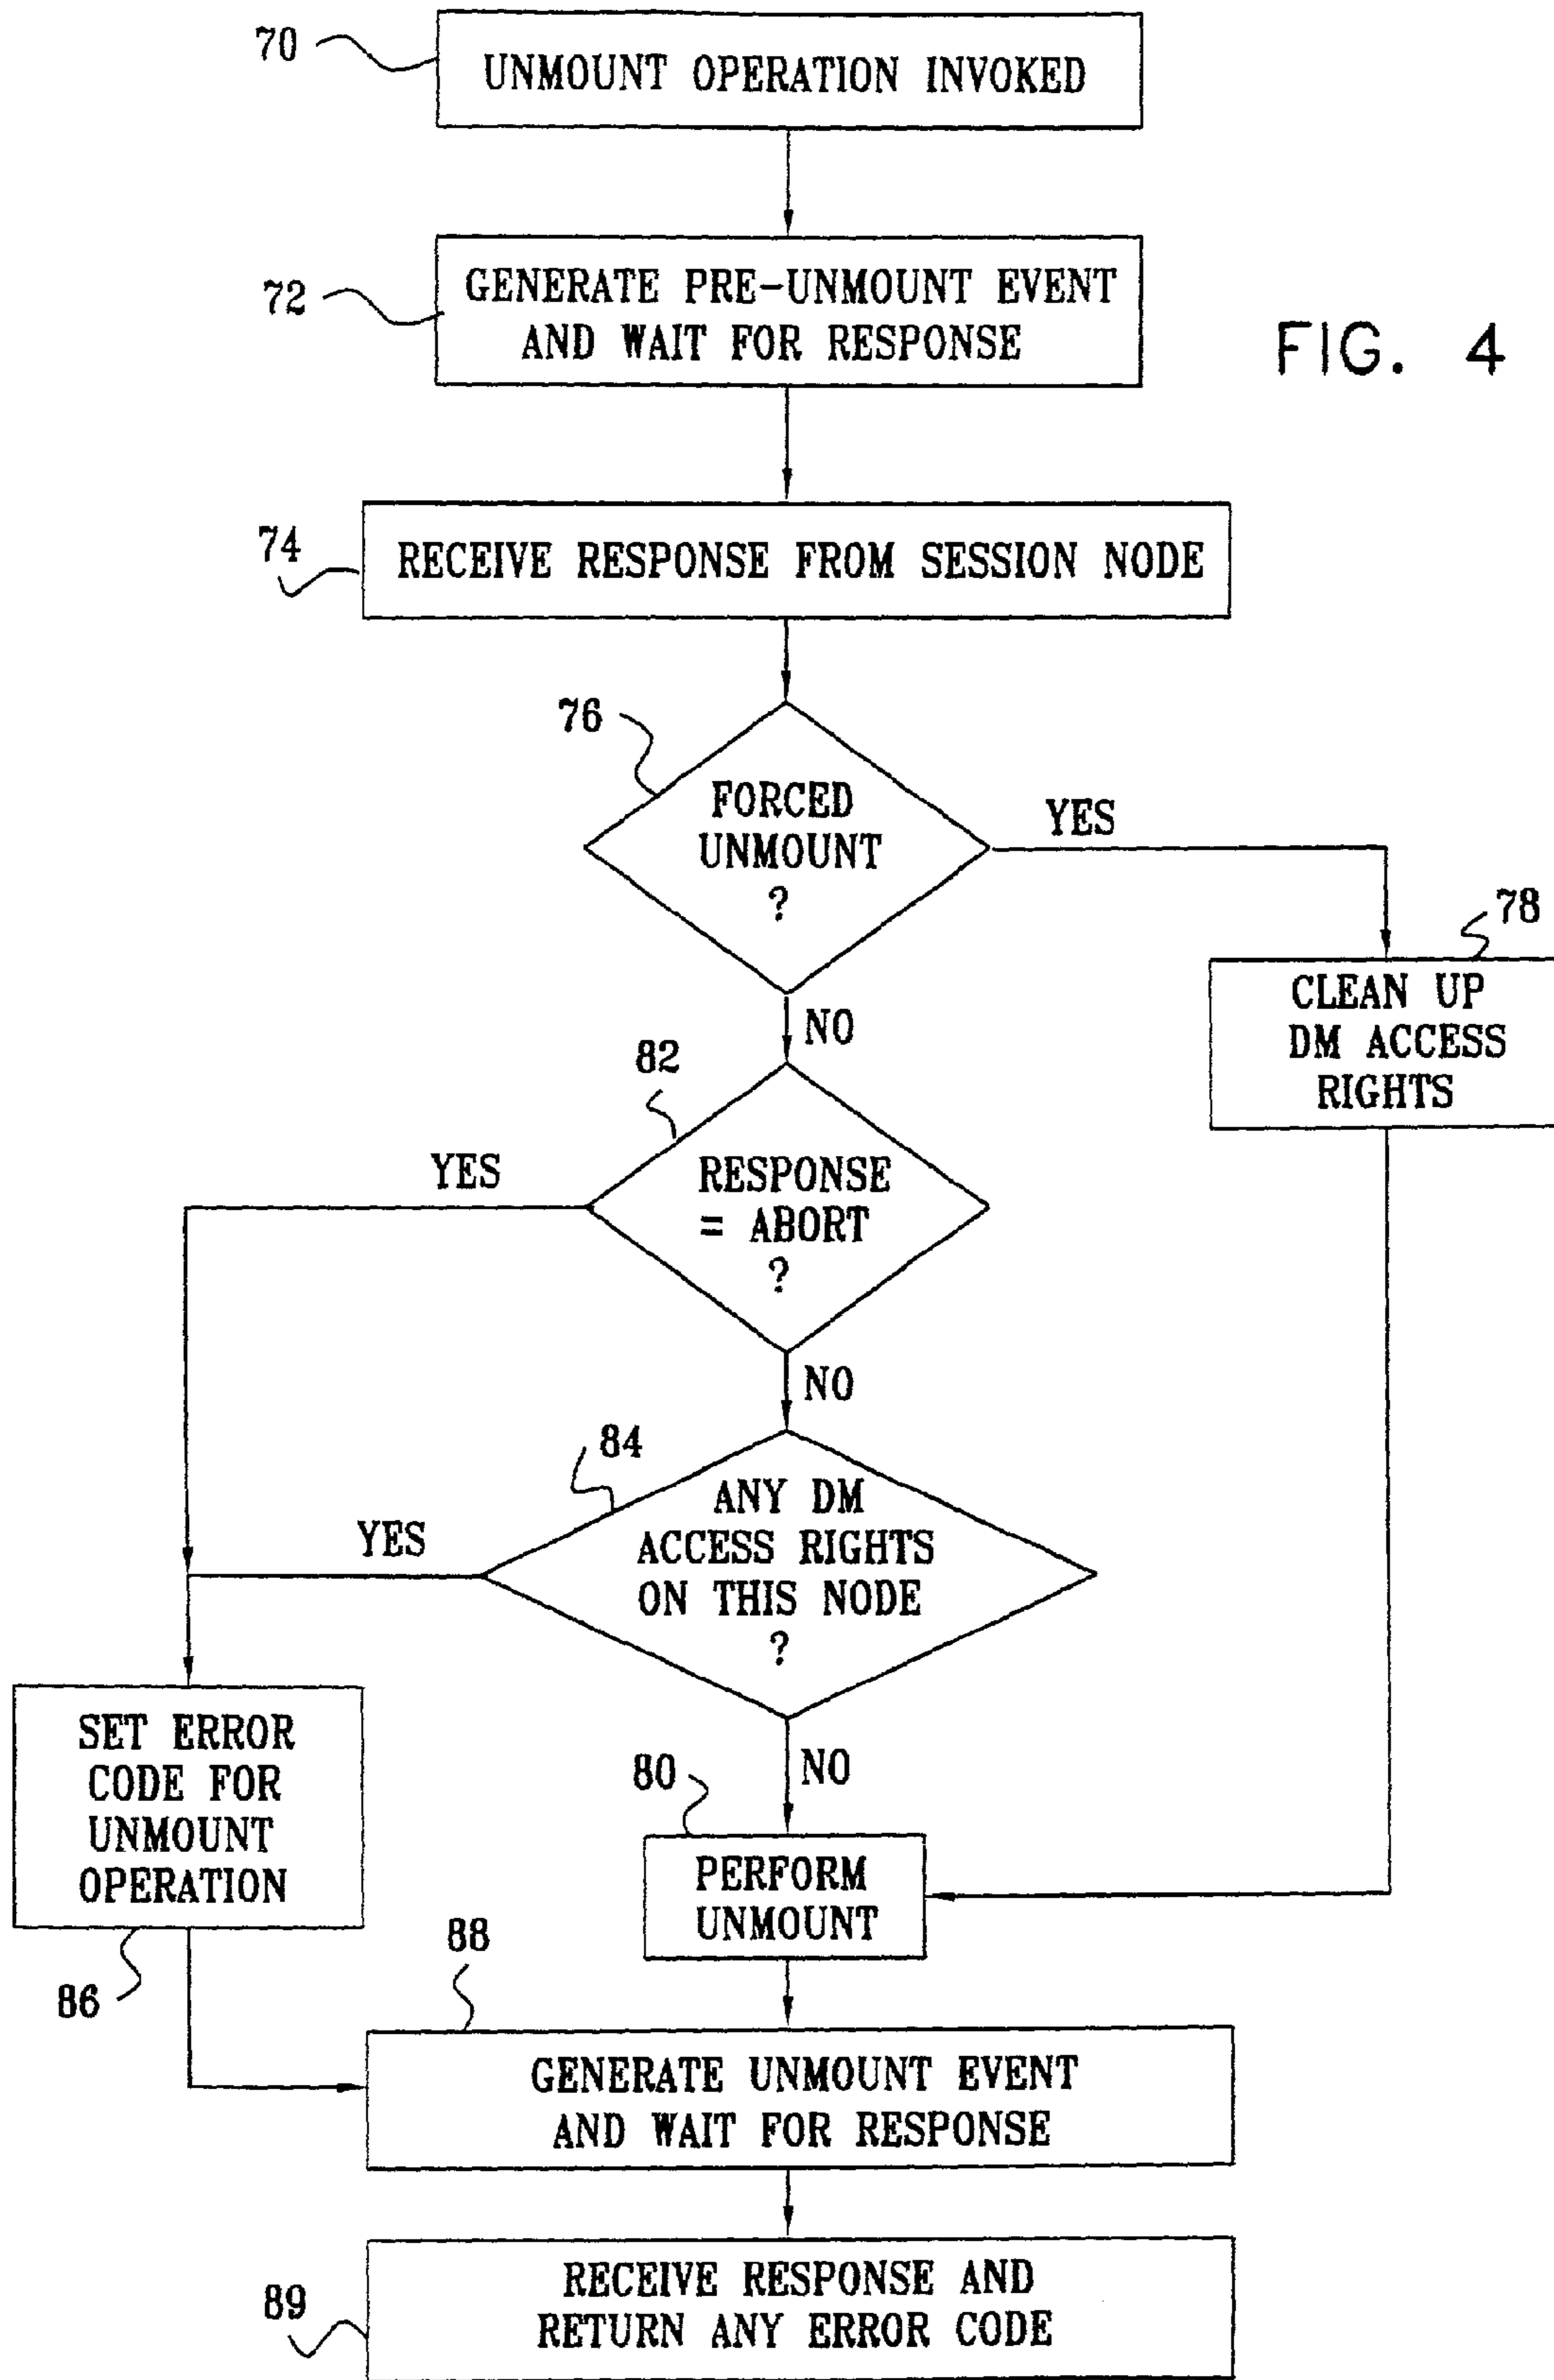 70
UNMOUNT OPERATION INVOKED
72
GENERATE PRE-UNMOUNT EVENT
AND WAIT FOR RESPONSE
FIG. 4
74
RECEIVE RESPONSE FROM SESSION NODE
76
FORCED
UNMOUNT
?
YES
78
CLEAN UP
DM ACCESS
RIGHTS
NO
82
RESPONSE
= ABORT
?
YES
NO
84
ANY DM
ACCESS RIGHTS
ON THIS NODE
?
YES
NO
SET ERROR
CODE FOR
UNMOUNT
OPERATION
86
80
PERFORM
UNMOUNT
88
GENERATE UNMOUNT EVENT
AND WAIT FOR RESPONSE
89
RECEIVE RESPONSE AND
RETURN ANY ERROR CODE